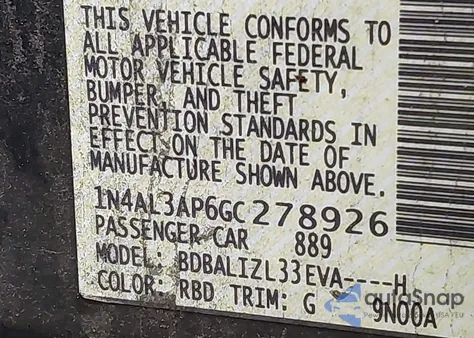 THIS VEHICLE CONFORMS TO
ALL APPLICABLE FEDERAL
MOTOR VEHICLE SAFETY,
BUMPER, AND THEFT
PREVENTION STANDARDS IN
EFFECT ON THE DATE OF
MANUFACTURE SHOWN ABOVE.
1N4AL3AP6GC278926
PASSENGER CAR 889
MODEL: BDBALIZL33EVA----H
COLOR: RBD TRIM: G 9N00A
autoSnap